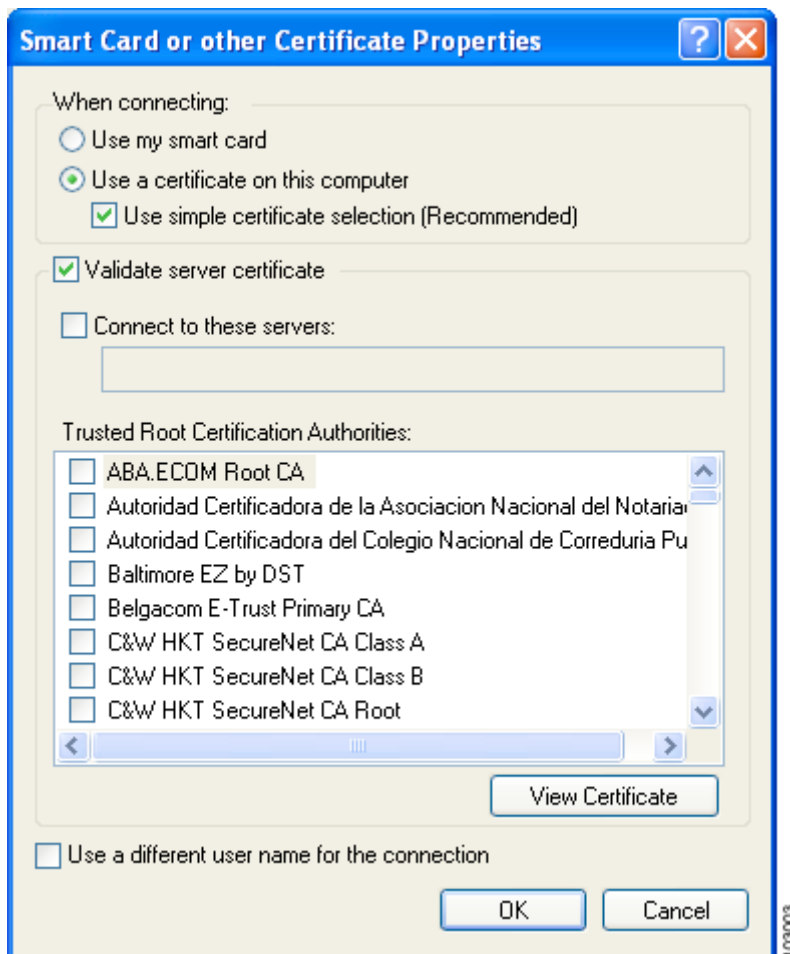 Smart Card or other Certificate Properties
When connecting:
Use my smart card
Use a certificate on this computer
Use simple certificate selection (Recommended)
Validate server certificate
Connect to these servers:
Trusted Root Certification Authorities:
ABA.ECOM Root CA
Autoridad Certificadora de la Asociacion Nacional del Notaria
Autoridad Certificadora del Colegio Nacional de Correduria Pu
Baltimore EZ by DST
Belgacom E-Trust Primary CA
C&W HKT SecureNet CA Class A
C&W HKT SecureNet CA Class B
C&W HKT SecureNet CA Root
View Certificate
Use a different user name for the connection
OK
Cancel
103003